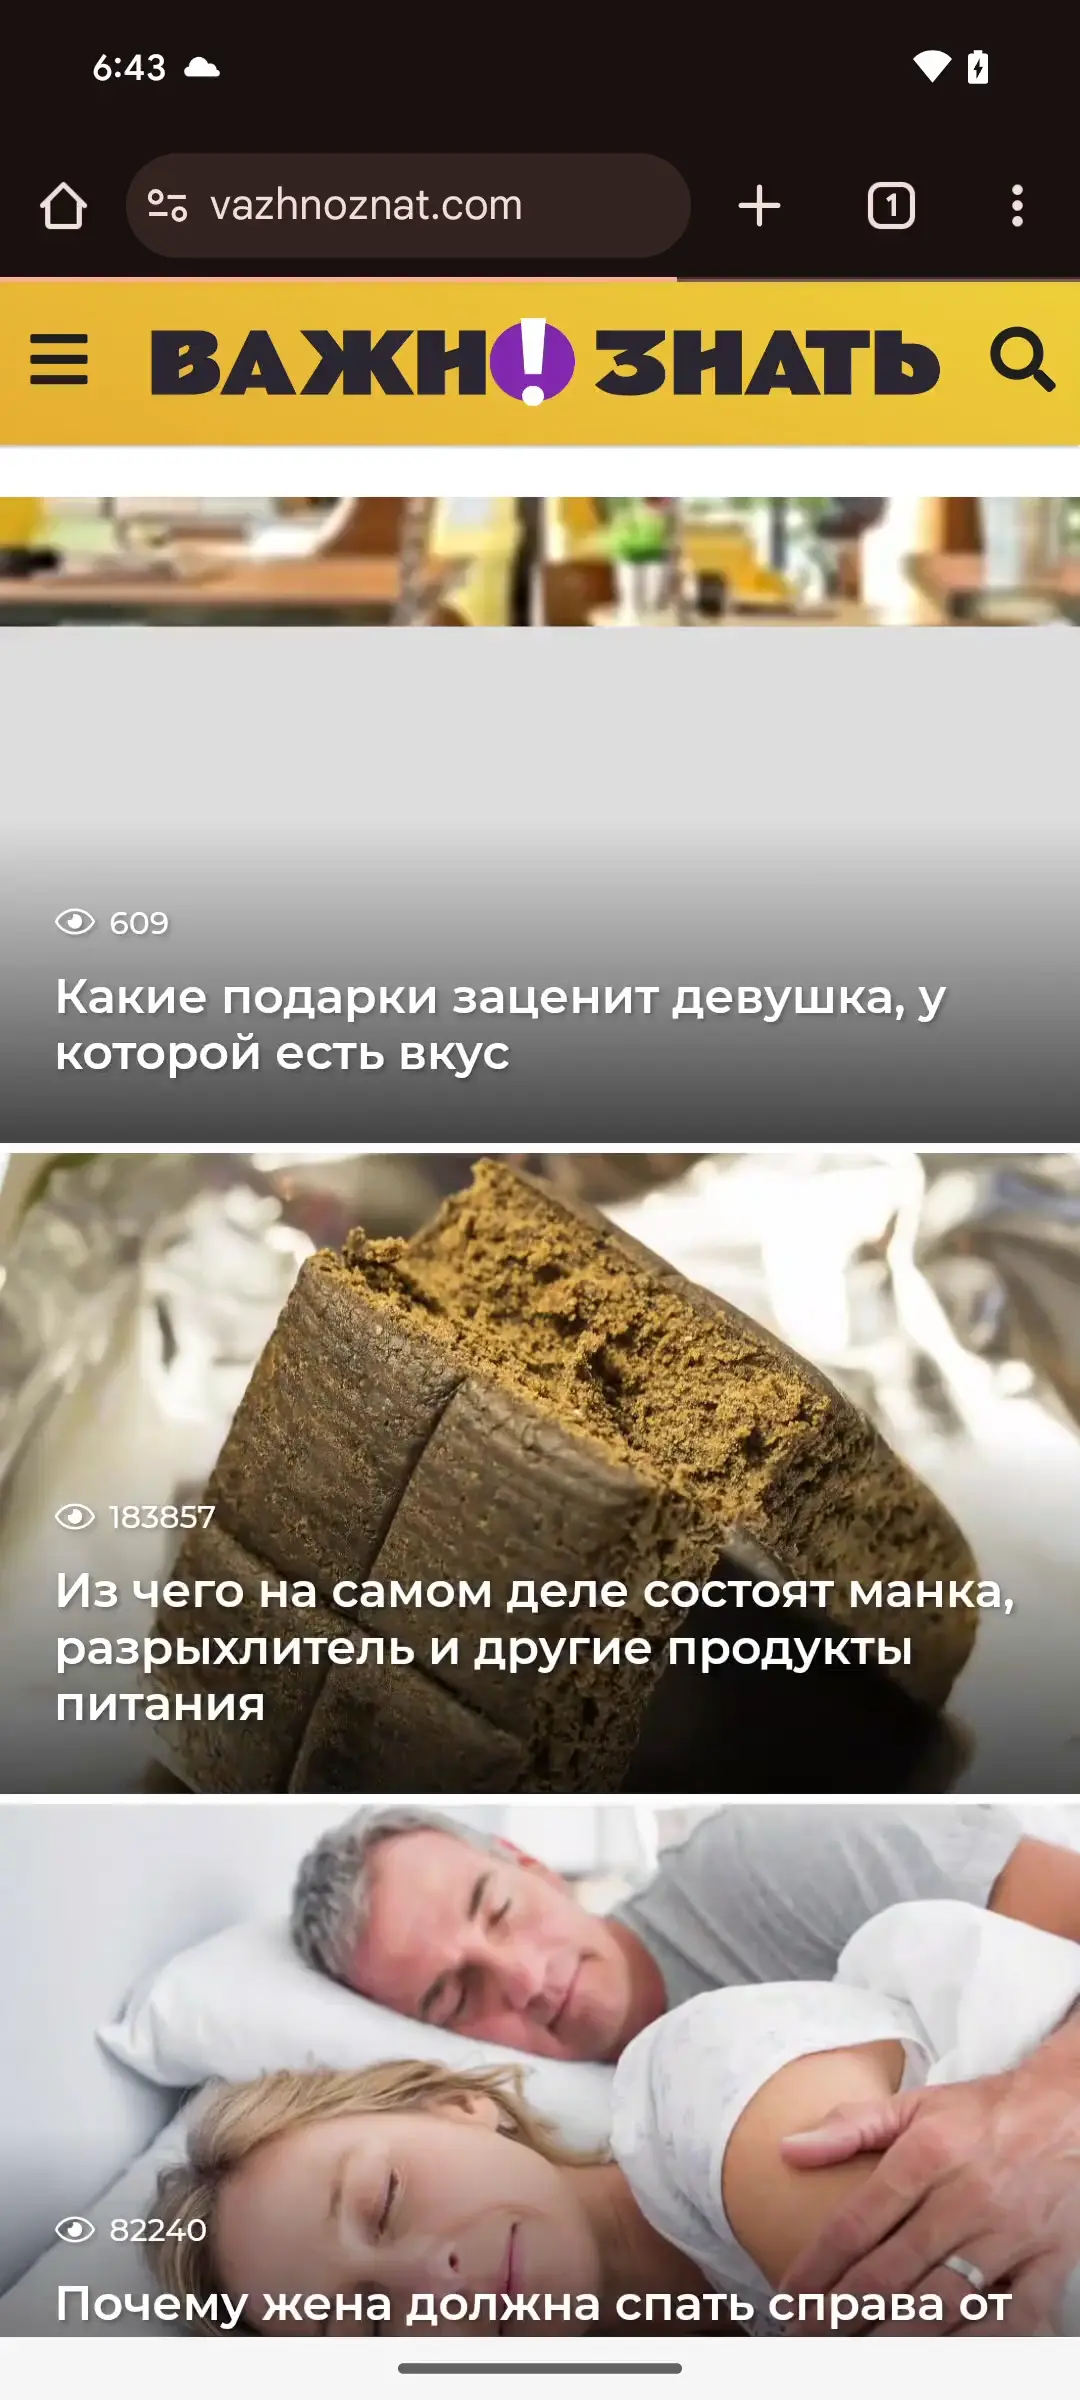 6:43
vazhnoznat.com
1
ВАЖН! ЗНАТЬ
609
Какие подарки заценит девушка, у
которой есть вкус
183857
Из чего на самом деле состоят манка,
разрыхлитель и другие продукты
питания
82240
Почему жена должна спать справа от